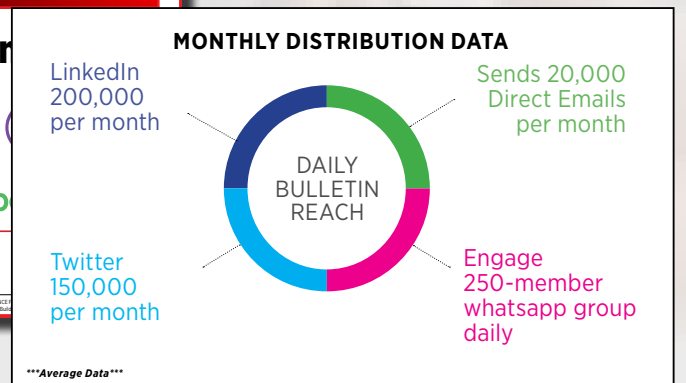 MONTHLY DISTRIBUTION DATA
LinkedIn
200,000
per month
Sends 20,000
Direct Emails
per month
DAILY
BULLETIN
REACH
Twitter
150,000
per month
Engage
250-member
whatsapp group
daily
***Average Data***